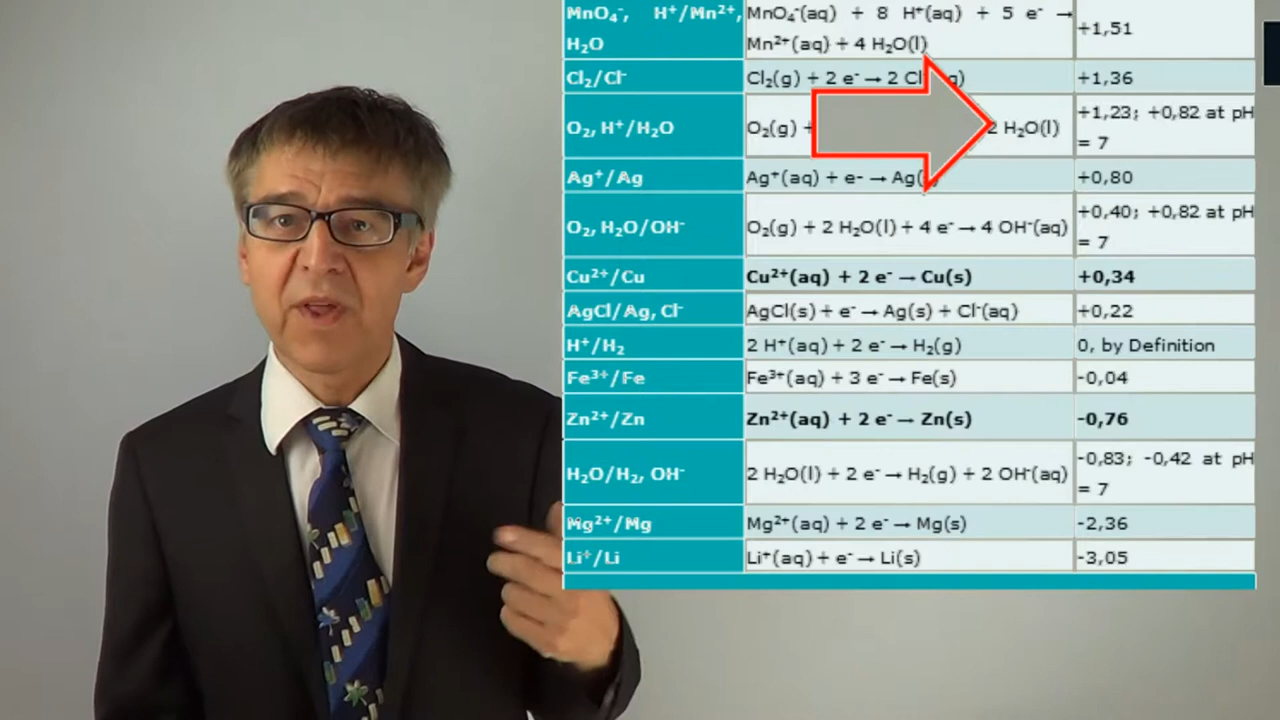 MnO₄⁻, H⁺/Mn²⁺, H₂O
MnO₄⁻(aq) + 8 H⁺(aq) + 5 e⁻ →
Mn²⁺(aq) + 4 H₂O(l)
+1,51
Cl₂/Cl⁻
Cl₂(g) + 2 e⁻ → 2 Cl
+1,36
O₂, H⁺/H₂O
O₂(g) +
2 H₂O(l)
+1,23; +0,82 at pH
= 7
Ag⁺/Ag
Ag⁺(aq) + e- → Ag(
+0,80
O₂, H₂O/OH⁻
O₂(g) + 2 H₂O(l) + 4 e⁻ → 4 OH⁻(aq)
+0,40; +0,82 at pH
= 7
Cu²⁺/Cu
Cu²⁺(aq) + 2 e⁻ → Cu(s)
+0,34
AgCl/Ag, Cl⁻
AgCl(s) + e⁻ → Ag(s) + Cl⁻(aq)
+0,22
H⁺/H₂
2 H⁺(aq) + 2 e⁻ → H₂(g)
0, by Definition
Fe³⁺/Fe
Fe³⁺(aq) + 3 e⁻ → Fe(s)
-0,04
Zn²⁺/Zn
Zn²⁺(aq) + 2 e⁻ → Zn(s)
-0,76
H₂O/H₂, OH⁻
2 H₂O(l) + 2 e⁻ → H₂(g) + 2 OH⁻(aq)
-0,83; -0,42 at pH
= 7
Mg²⁺/Mg
Mg²⁺(aq) + 2 e⁻ → Mg(s)
-2,36
Li⁺/Li
Li⁺(aq) + e⁻ → Li(s)
-3,05